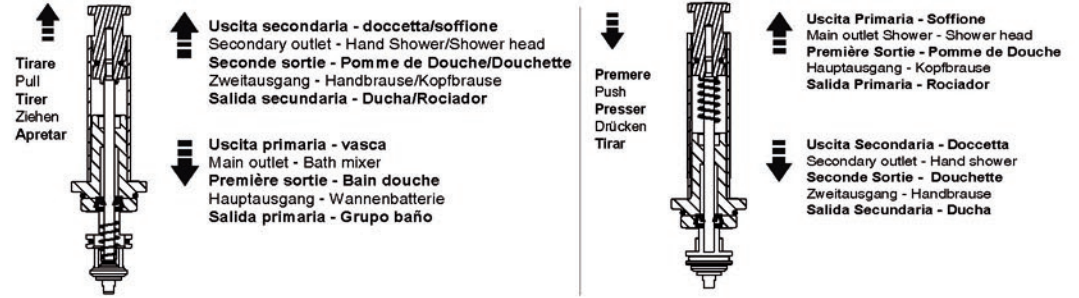 Tirare
Pull
Tirer
Ziehen
Apretar
Uscita secondaria - doccetta/soffione
Secondary outlet - Hand Shower/Shower head
Seconde sortie - Pomme de Douche/Douchette
Zweitausgang - Handbrause/Kopfbrause
Salida secundaria - Ducha/Rociador
Uscita primaria - vasca
Main outlet - Bath mixer
Première sortie - Bain douche
Hauptausgang - Wannenbatterie
Salida primaria - Grupo baño
Premere
Push
Presser
Drücken
Tirar
Uscita Primaria - Soffione
Main outlet Shower - Shower head
Première Sortie - Pomme de Douche
Hauptausgang - Kopfbrause
Salida Primaria - Rociador
Uscita Secondaria - Doccetta
Secondary outlet - Hand shower
Seconde Sortie - Douchette
Zweitausgang - Handbrause
Salida Secundaria - Ducha